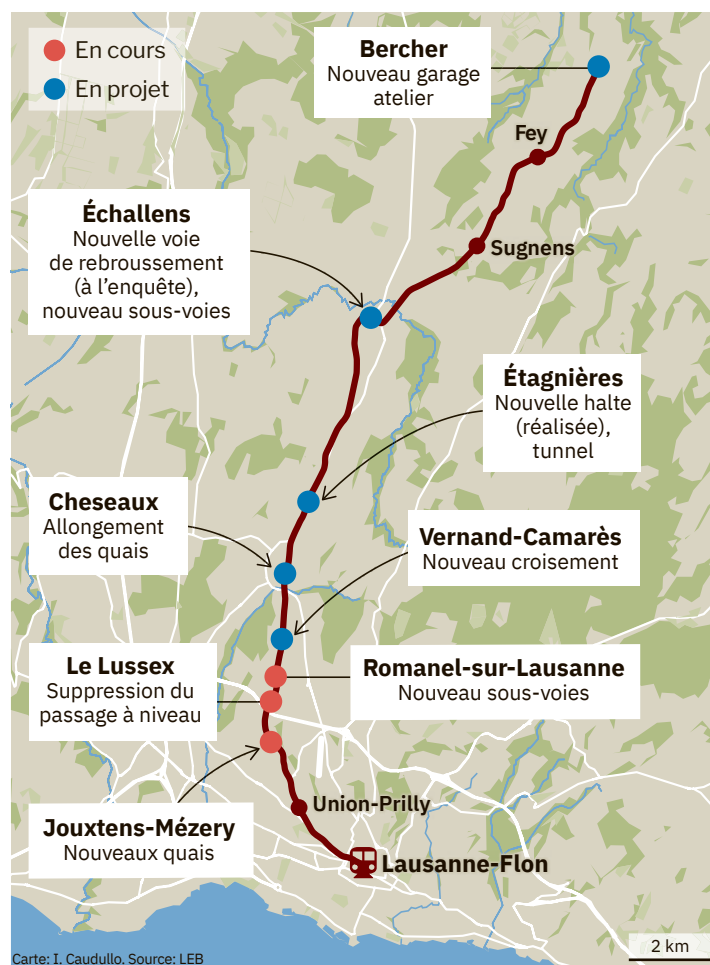 En cours
En projet
Bercher
Nouveau garage
atelier
Fey
Échallens
Nouvelle voie
de rebroussement
(à l’enquête),
nouveau sous-voies
Sugnens
Étagnières
Nouvelle halte
(réalisée),
tunnel
Cheseaux
Allongement
des quais
Vernand-Camarès
Nouveau croisement
Le Lussex
Suppression du
passage à niveau
Romanel-sur-Lausanne
Nouveau sous-voies
Union-Prilly
Jouxtens-Mézery
Nouveaux quais
Lausanne-Flon
2 km
Carte: I. Caudullo. Source: LEB